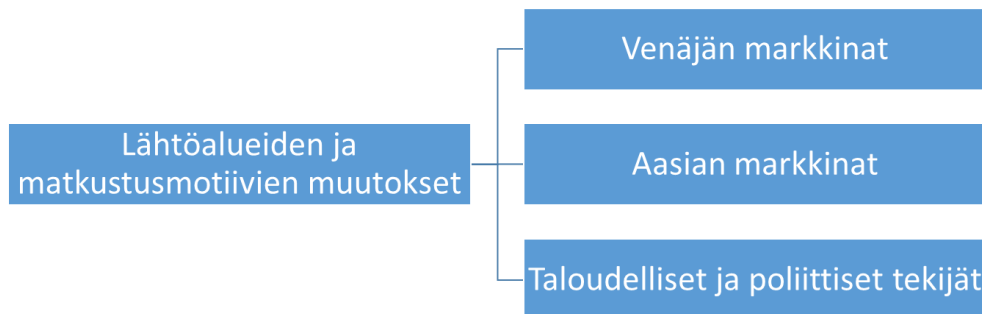 Venäjän markkinat
Lähtöalueiden ja
matkustusmotiivien muutokset
Aasian markkinat
Taloudelliset ja poliittiset tekijät